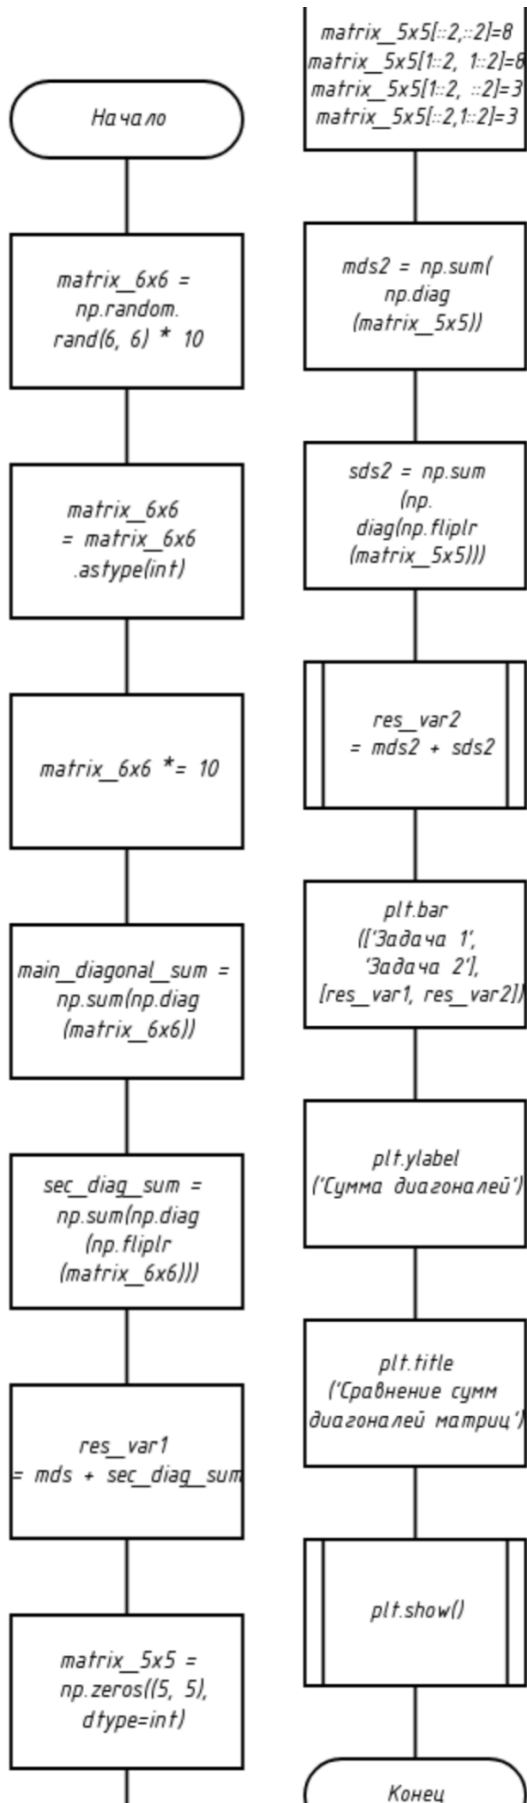 Начало
matrix_6x6 =
np.random.
rand(6, 6) * 10
matrix_6x6
= matrix_6x6
.astype(int)
matrix_6x6 *= 10
main_diagonal_sum =
np.sum(np.diag
(matrix_6x6))
sec_diag_sum =
np.sum(np.diag
(np.fliplr
(matrix_6x6)))
res_var1
= mds + sec_diag_sum
matrix_5x5 =
np.zeros((5, 5),
dtype=int)
matrix_5x5[::2,::2]=8
matrix_5x5[1::2, 1::2]=8
matrix_5x5[1::2, ::2]=3
matrix_5x5[::2,1::2]=3
mds2 = np.sum(
np.diag
(matrix_5x5))
sds2 = np.sum
(np.
diag(np.fliplr
(matrix_5x5)))
res_var2
= mds2 + sds2
plt.bar
(['Задача 1',
'Задача 2'],
[res_var1, res_var2])
plt.ylabel
('Сумма диагоналей')
plt.title
('Сравнение сумм
диагоналей матриц')
plt.show()
Конец